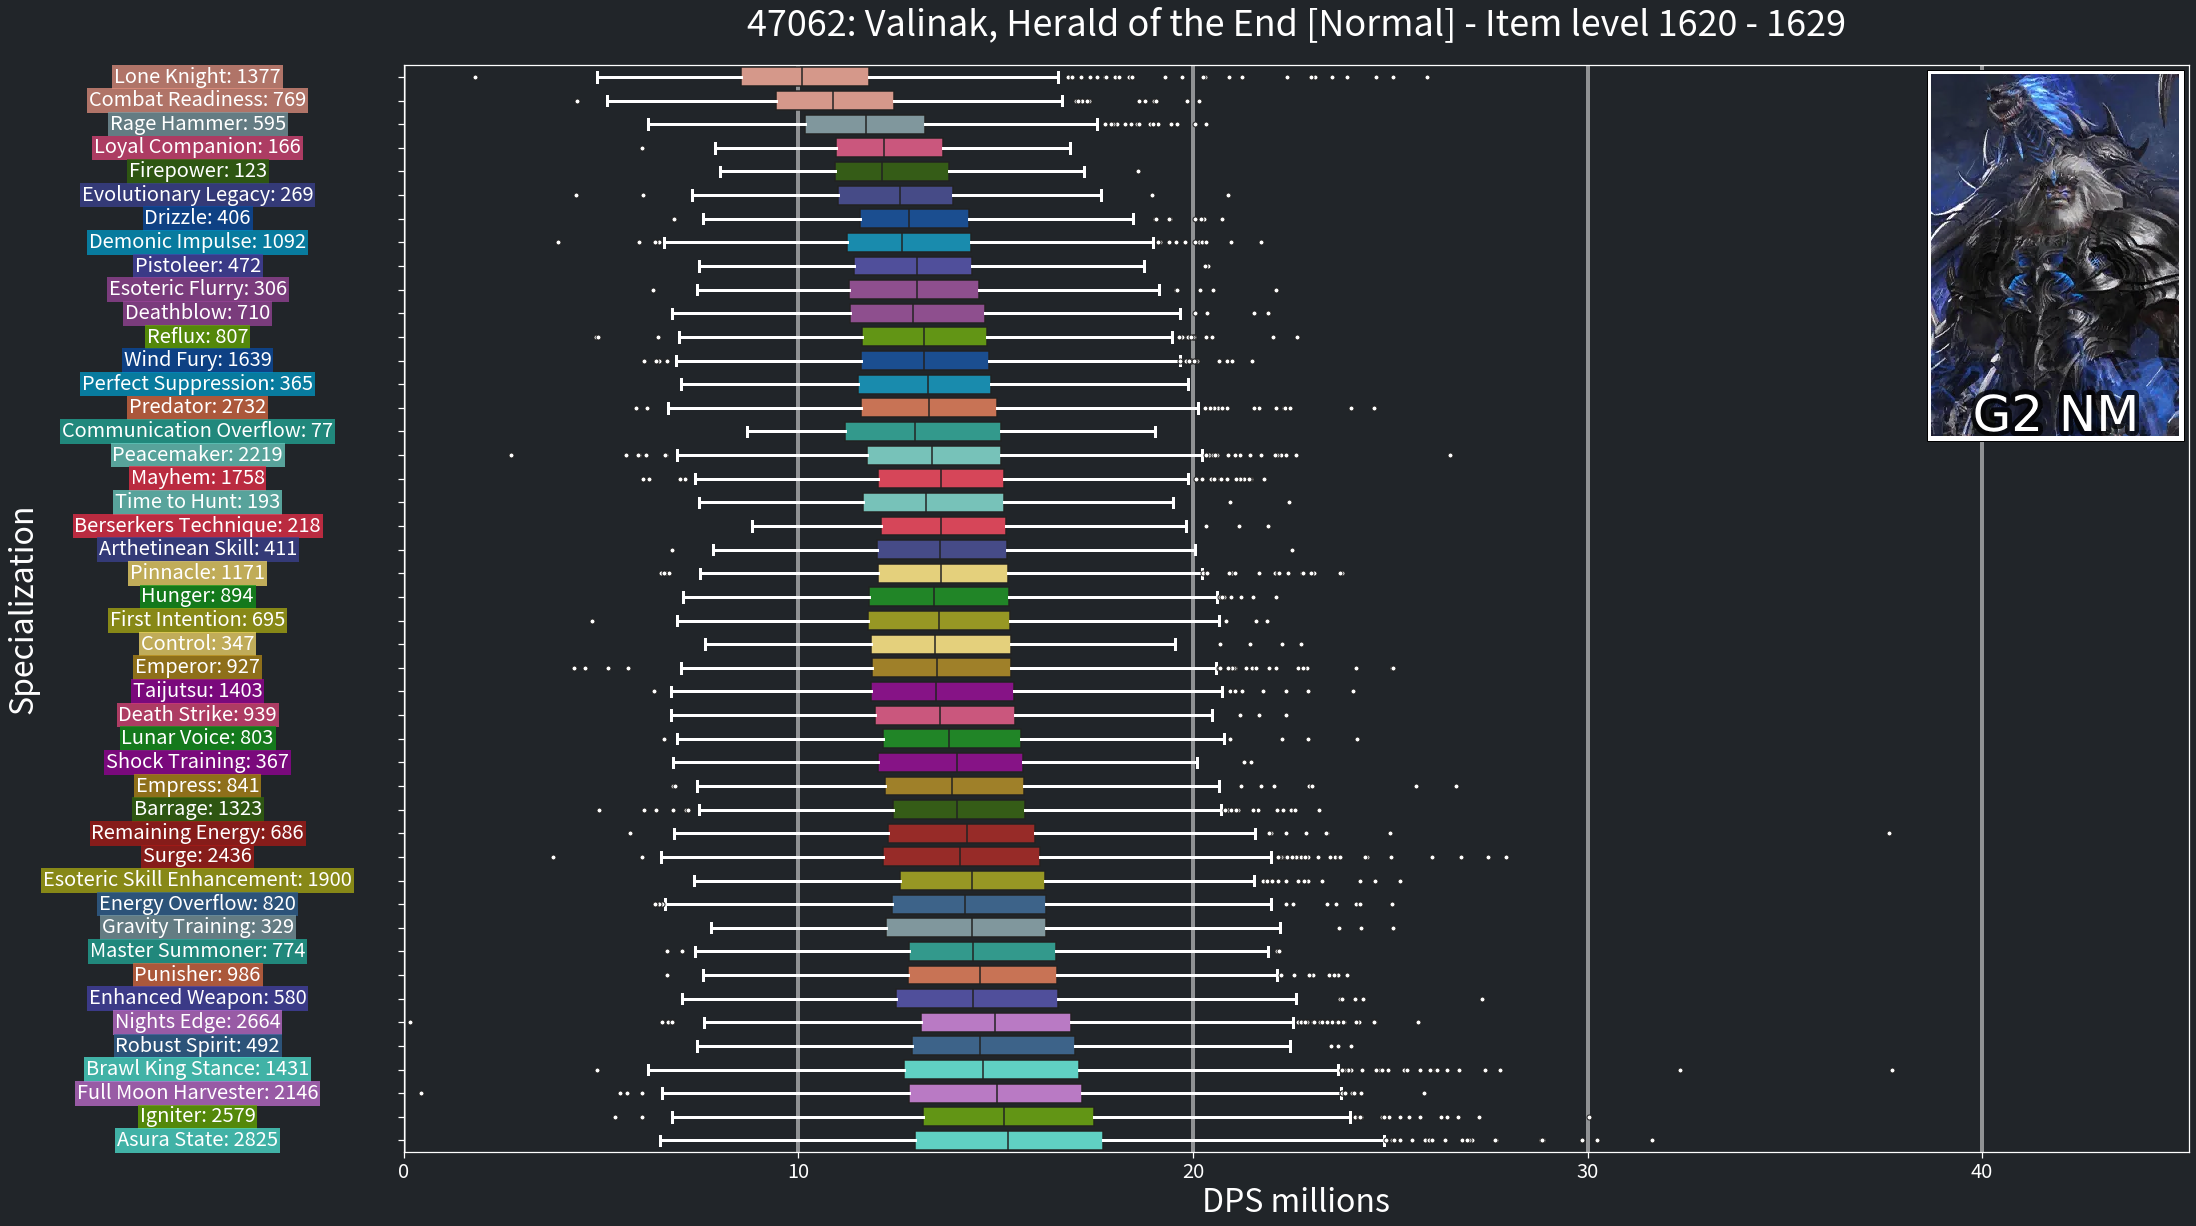 47062: Valinak, Herald of the End [Normal] - Item level 1620 - 1629
Lone Knight: 1377
Combat Readiness: 769
Rage Hammer: 595
Loyal Companion: 166
Firepower: 123
Evolutionary Legacy: 269
Drizzle: 406
Demonic Impulse: 1092
Pistoleer: 472
Esoteric Flurry: 306
Deathblow: 710
Reflux: 807
Wind Fury: 1639
Perfect Suppression: 365
Predator: 2732
Communication Overflow: 77
Peacemaker: 2219
Mayhem: 1758
Time to Hunt: 193
Berserkers Technique: 218
Arthetinean Skill: 411
Pinnacle: 1171
Hunger: 894
First Intention: 695
Control: 347
Emperor: 927
Taijutsu: 1403
Death Strike: 939
Lunar Voice: 803
Shock Training: 367
Empress: 841
Barrage: 1323
Remaining Energy: 686
Surge: 2436
Esoteric Skill Enhancement: 1900
Energy Overflow: 820
Gravity Training: 329
Master Summoner: 774
Punisher: 986
Enhanced Weapon: 580
Nights Edge: 2664
Robust Spirit: 492
Brawl King Stance: 1431
Full Moon Harvester: 2146
Igniter: 2579
Asura State: 2825
Specialization
G2 NM
0 10 20 30 40
DPS millions